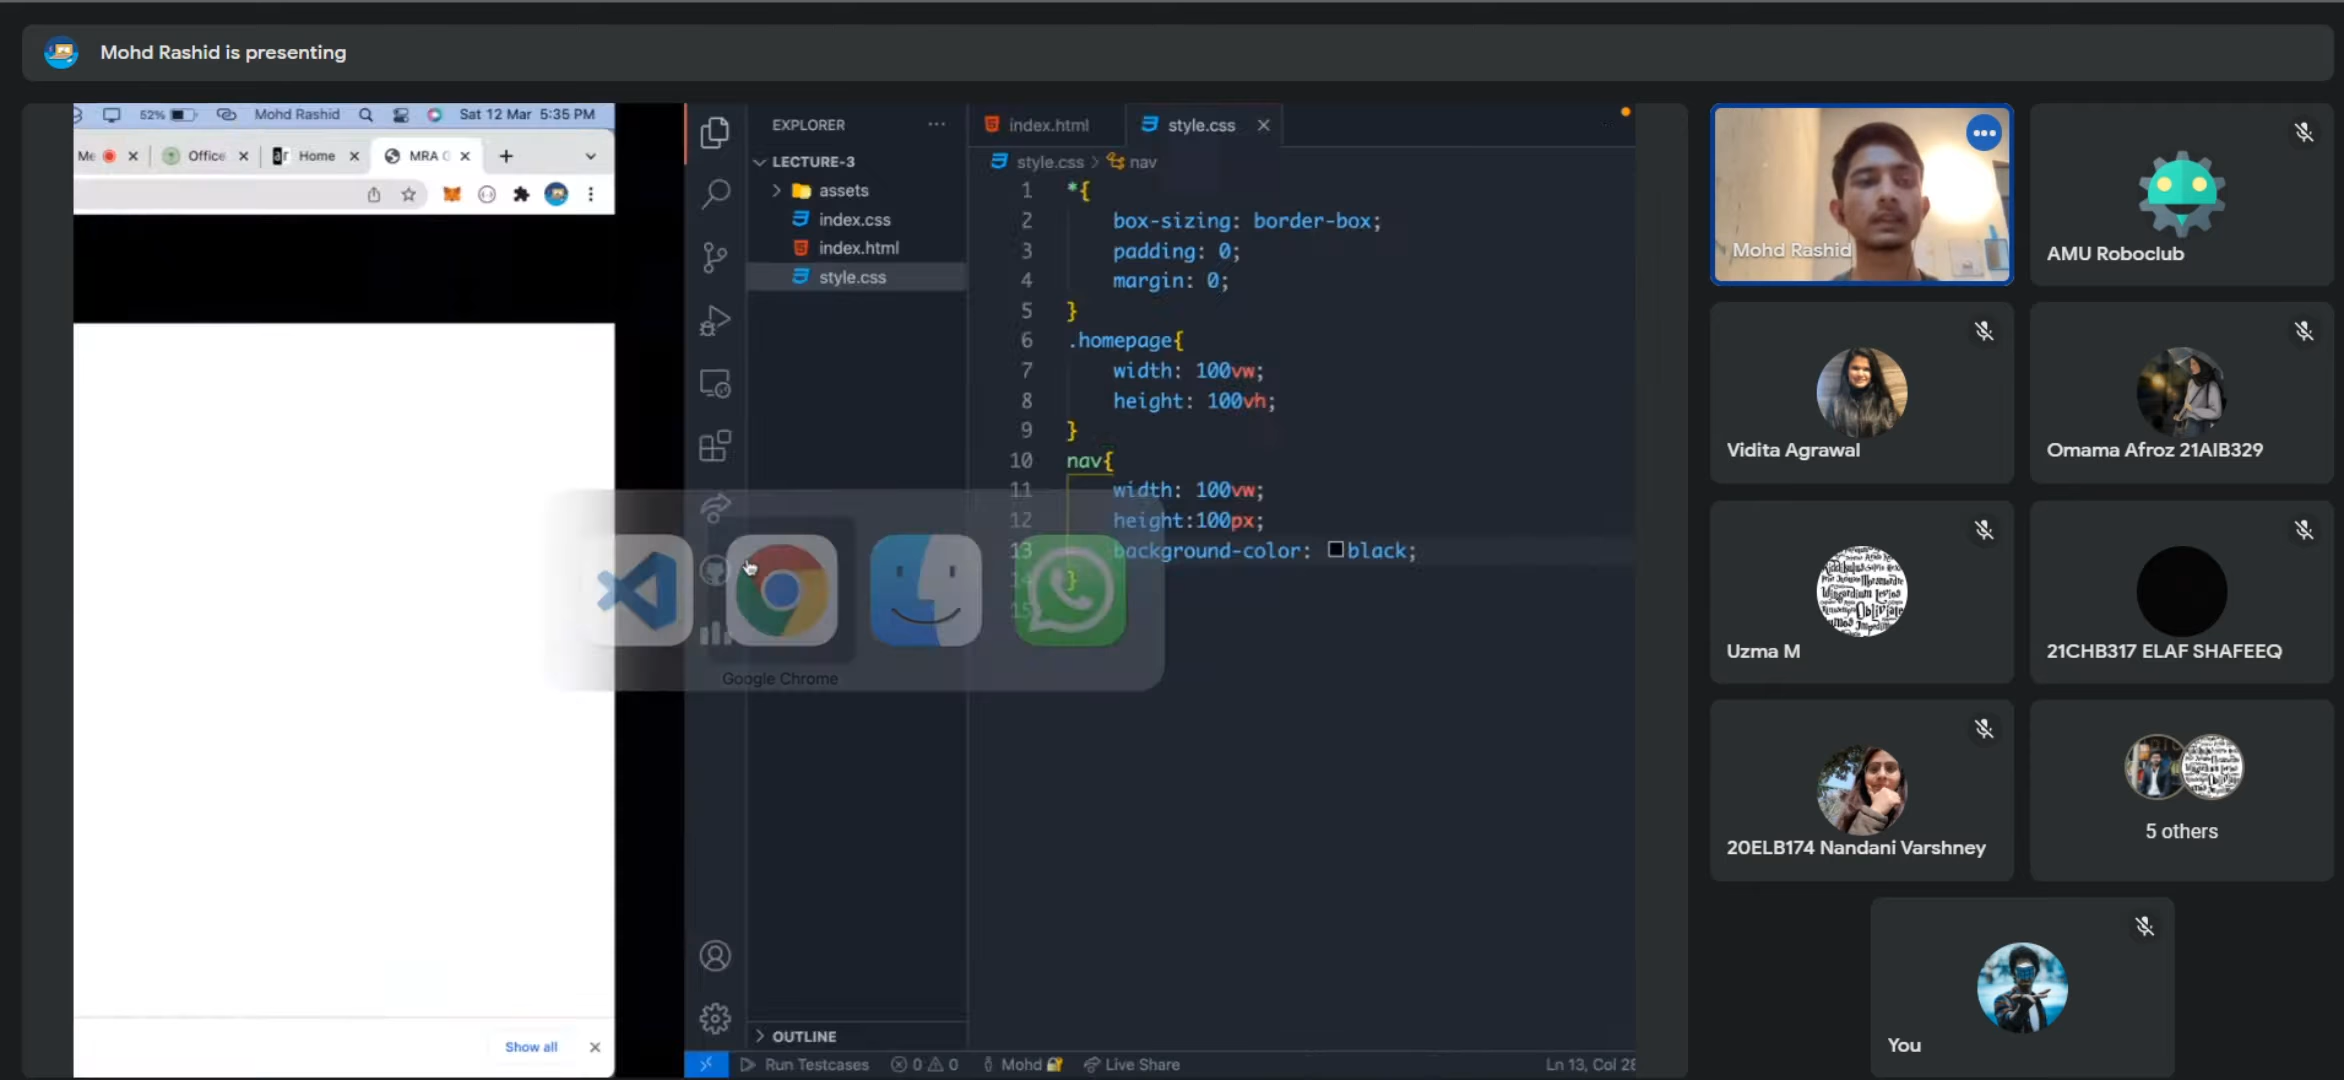 Mohd Rashid is presenting
52% Mohd Rashid Sat 12 Mar 5:35 PM
Me Office Home MRA
Show all
EXPLORER
LECTURE-3
assets
index.css
index.html
style.css
OUTLINE
index.html style.css
style.css > nav
1 *{
2 box-sizing: border-box;
3 padding: 0;
4 margin: 0;
5 }
6 .homepage{
7 width: 100vw;
8 height: 100vh;
9 }
10 nav{
11 width: 100vw;
12 height:100px;
13 background-color: black;
14 }
15
Google Chrome
Run Testcases 0 0 Mohd Live Share Ln 13, Col 28
Mohd Rashid
AMU Roboclub
Vidita Agrawal
Omama Afroz 21AIB329
Uzma M
21CHB317 ELAF SHAFEEQ
20ELB174 Nandani Varshney
5 others
You